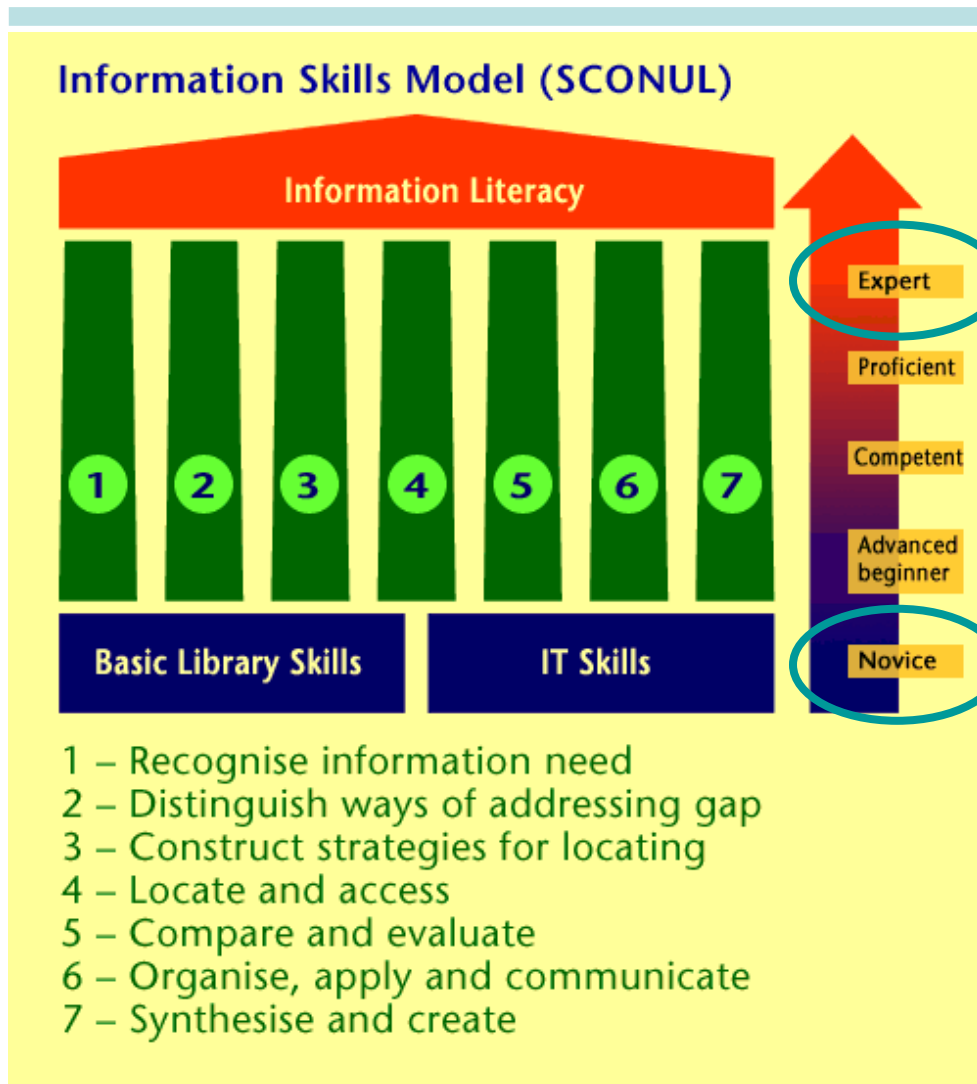 Information Skills Model (SCONUL)
Information Literacy
Expert
Proficient
Competent
Advanced
beginner
Novice
1 2 3 4 5 6 7
Basic Library Skills IT Skills
1 – Recognise information need
2 – Distinguish ways of addressing gap
3 – Construct strategies for locating
4 – Locate and access
5 – Compare and evaluate
6 – Organise, apply and communicate
7 – Synthesise and create